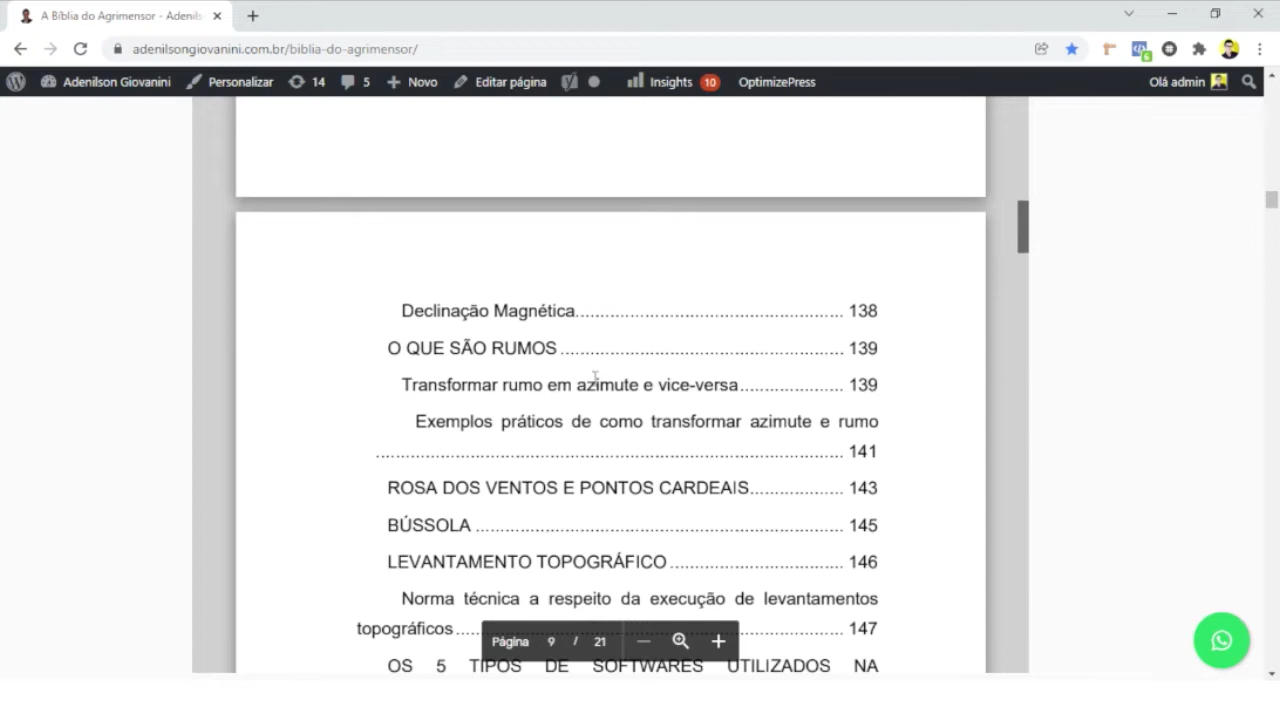 A Bíblia do Agrimensor - Adenils
adenilsongiovanini.com.br/biblia-do-agrimensor/
6
Adenilson Giovanini Personalizar 14 5 Novo Editar página Insights 10 OptimizePress Olá admin
Declinação Magnética...................................................... 138
O QUE SÃO RUMOS ......................................................... 139
Transformar rumo em azimute e vice-versa..................... 139
Exemplos práticos de como transformar azimute e rumo
............................................................................................. 141
ROSA DOS VENTOS E PONTOS CARDEAIS................... 143
BÚSSOLA .......................................................................... 145
LEVANTAMENTO TOPOGRÁFICO................................... 146
Norma técnica a respeito da execução de levantamentos
topográficos............................................................................. 147
Página 9 / 21
OS 5 TIPOS DE SOFTWARES UTILIZADOS NA